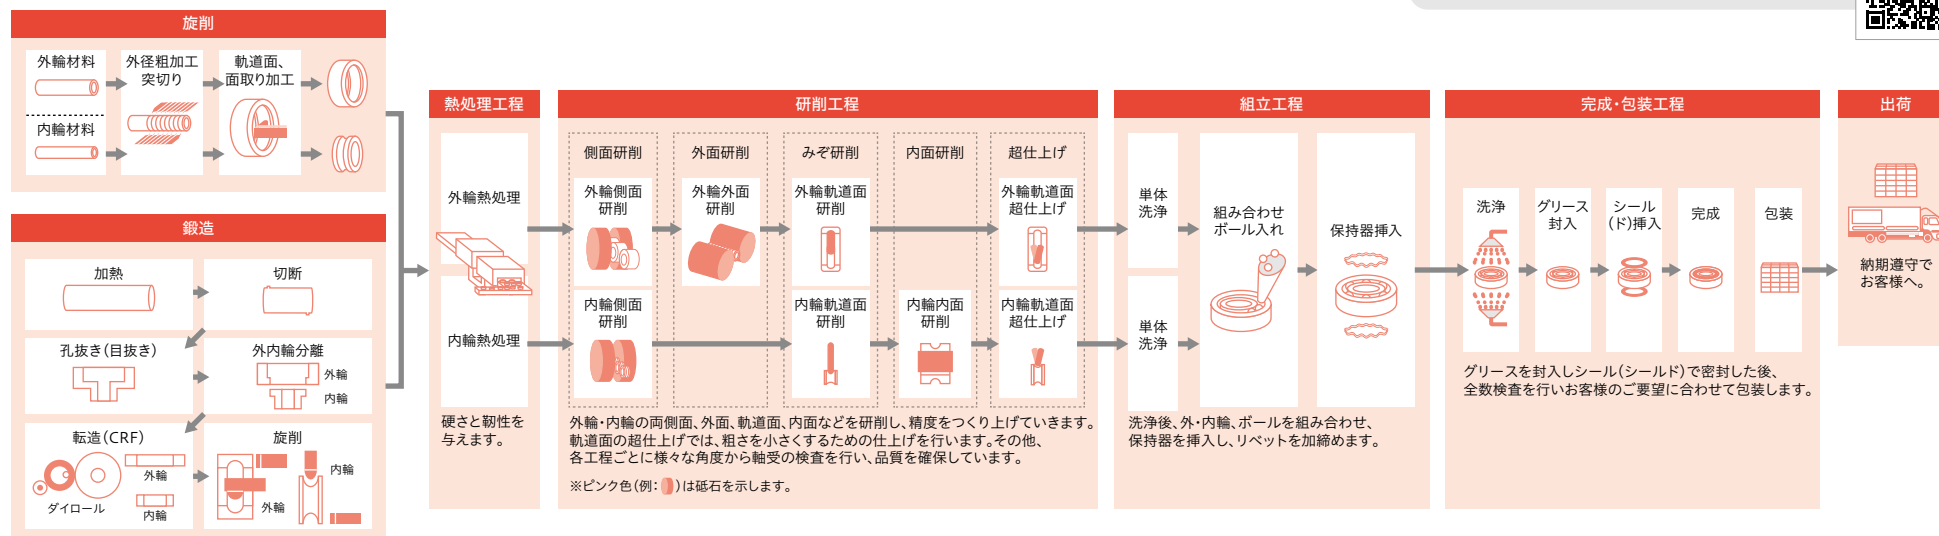 旋削
外輪材料
内輪材料
外径粗加工
突切り
軌道面、
面取り加工
鍛造
加熱
切断
孔抜き(目抜き)
外内輪分離
外輪
内輪
転造(CRF)
外輪
内輪
ダイロール
旋削
内輪
外輪
熱処理工程
外輪熱処理
内輪熱処理
硬さと靭性を
与えます。
研削工程
側面研削
外輪側面
研削
内輪側面
研削
外面研削
外輪外面
研削
みぞ研削
外輪軌道面
研削
内輪軌道面
研削
内面研削
内輪内面
研削
超仕上げ
外輪軌道面
超仕上げ
内輪軌道面
超仕上げ
外輪・内輪の両側面、外面、軌道面、内面などを研削し、精度をつくり上げていきます。
軌道面の超仕上げでは、粗さを小さくするための仕上げを行います。その他、
各工程ごとに様々な角度から軸受の検査を行い、品質を確保しています。
※ピンク色(例: )は砥石を示します。
組立工程
単体
洗浄
単体
洗浄
組み合わせ
ボール入れ
保持器挿入
洗浄後、外・内輪、ボールを組み合わせ、
保持器を挿入し、リベットを加締めます。
完成・包装工程
洗浄
グリース
封入
シール
(ド)挿入
完成
包装
グリースを封入しシール(シールド)で密封した後、
全数検査を行いお客様のご要望に合わせて包装します。
出荷
納期遵守で
お客様へ。